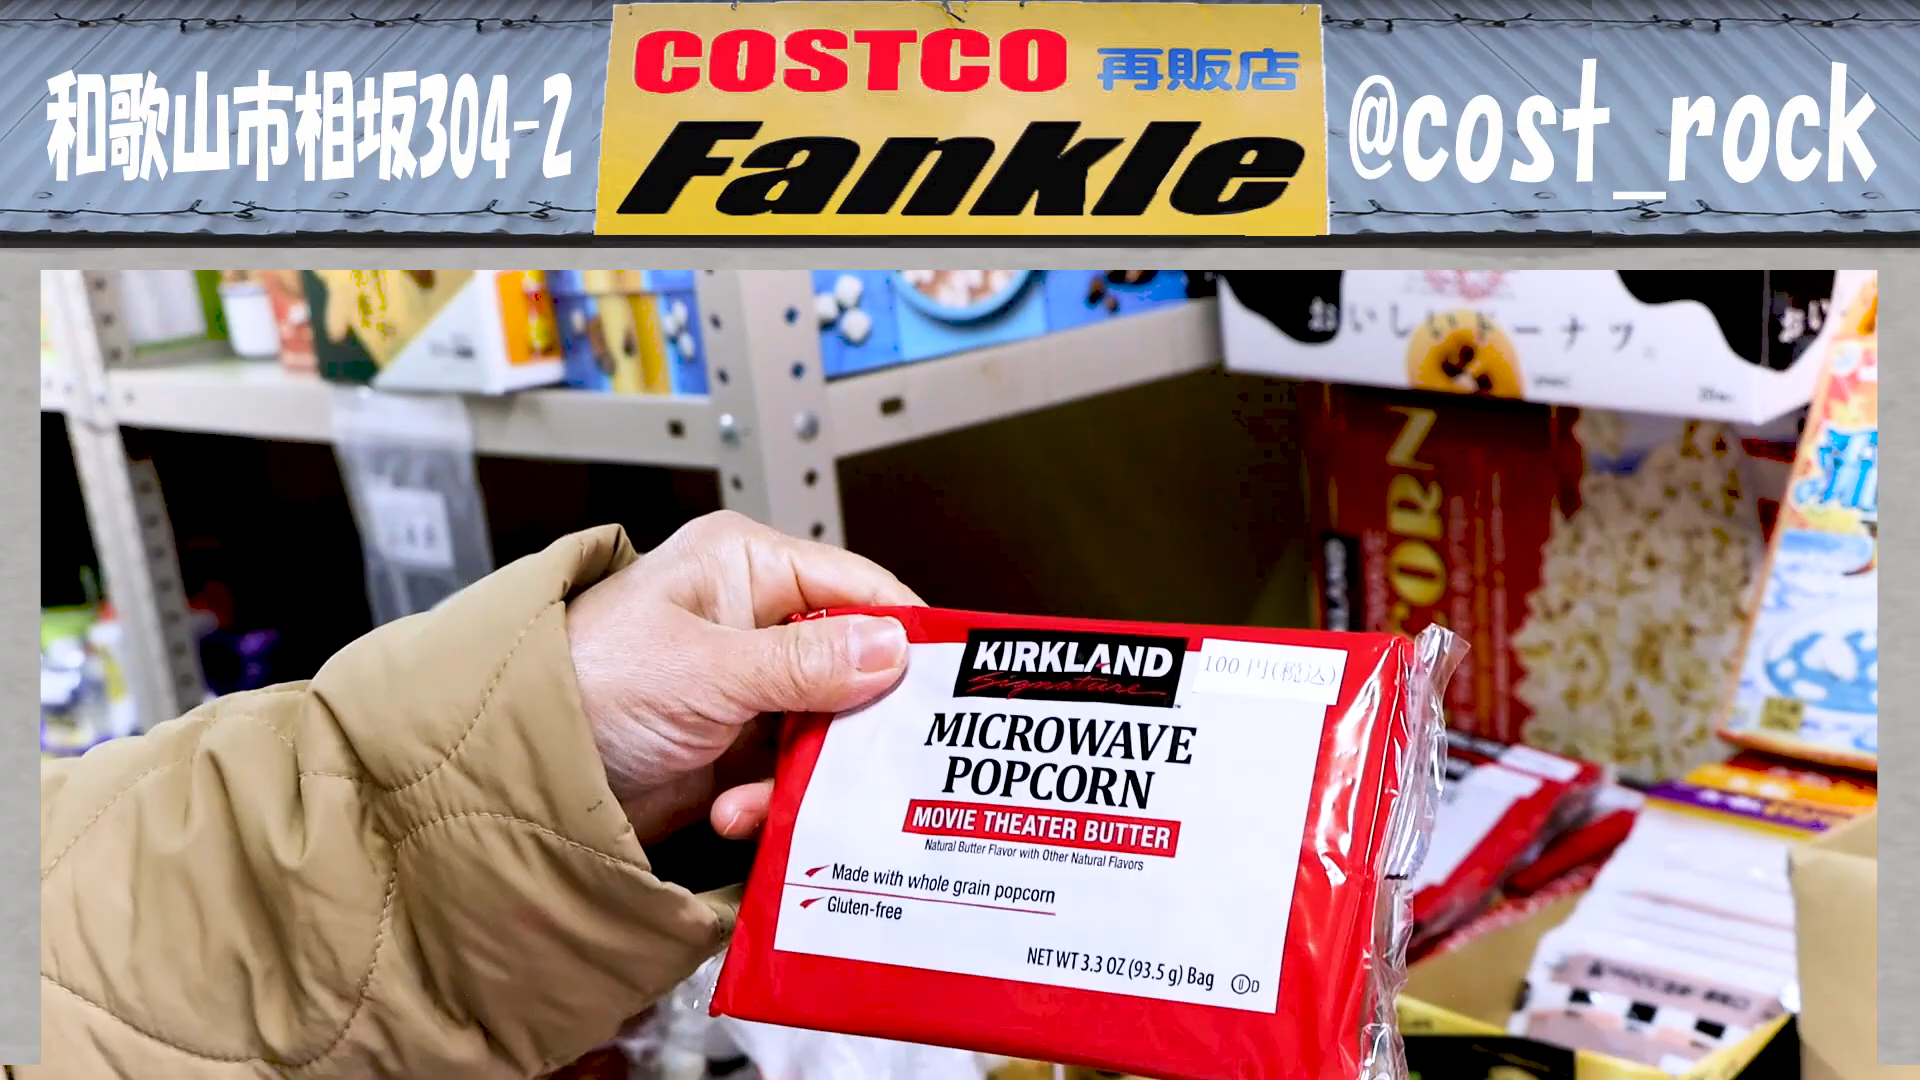 和歌山市相坂304-2
COSTCO 再販店
Fankle
@cost_rock
おいしいドーナツ
KIRKLAND
Signature
100円(税込)
MICROWAVE
POPCORN
MOVIE THEATER BUTTER
Natural Butter Flavor with Other Natural Flavors
Made with whole grain popcorn
Gluten-free
NET WT 3.3 OZ (93.5 g) Bag